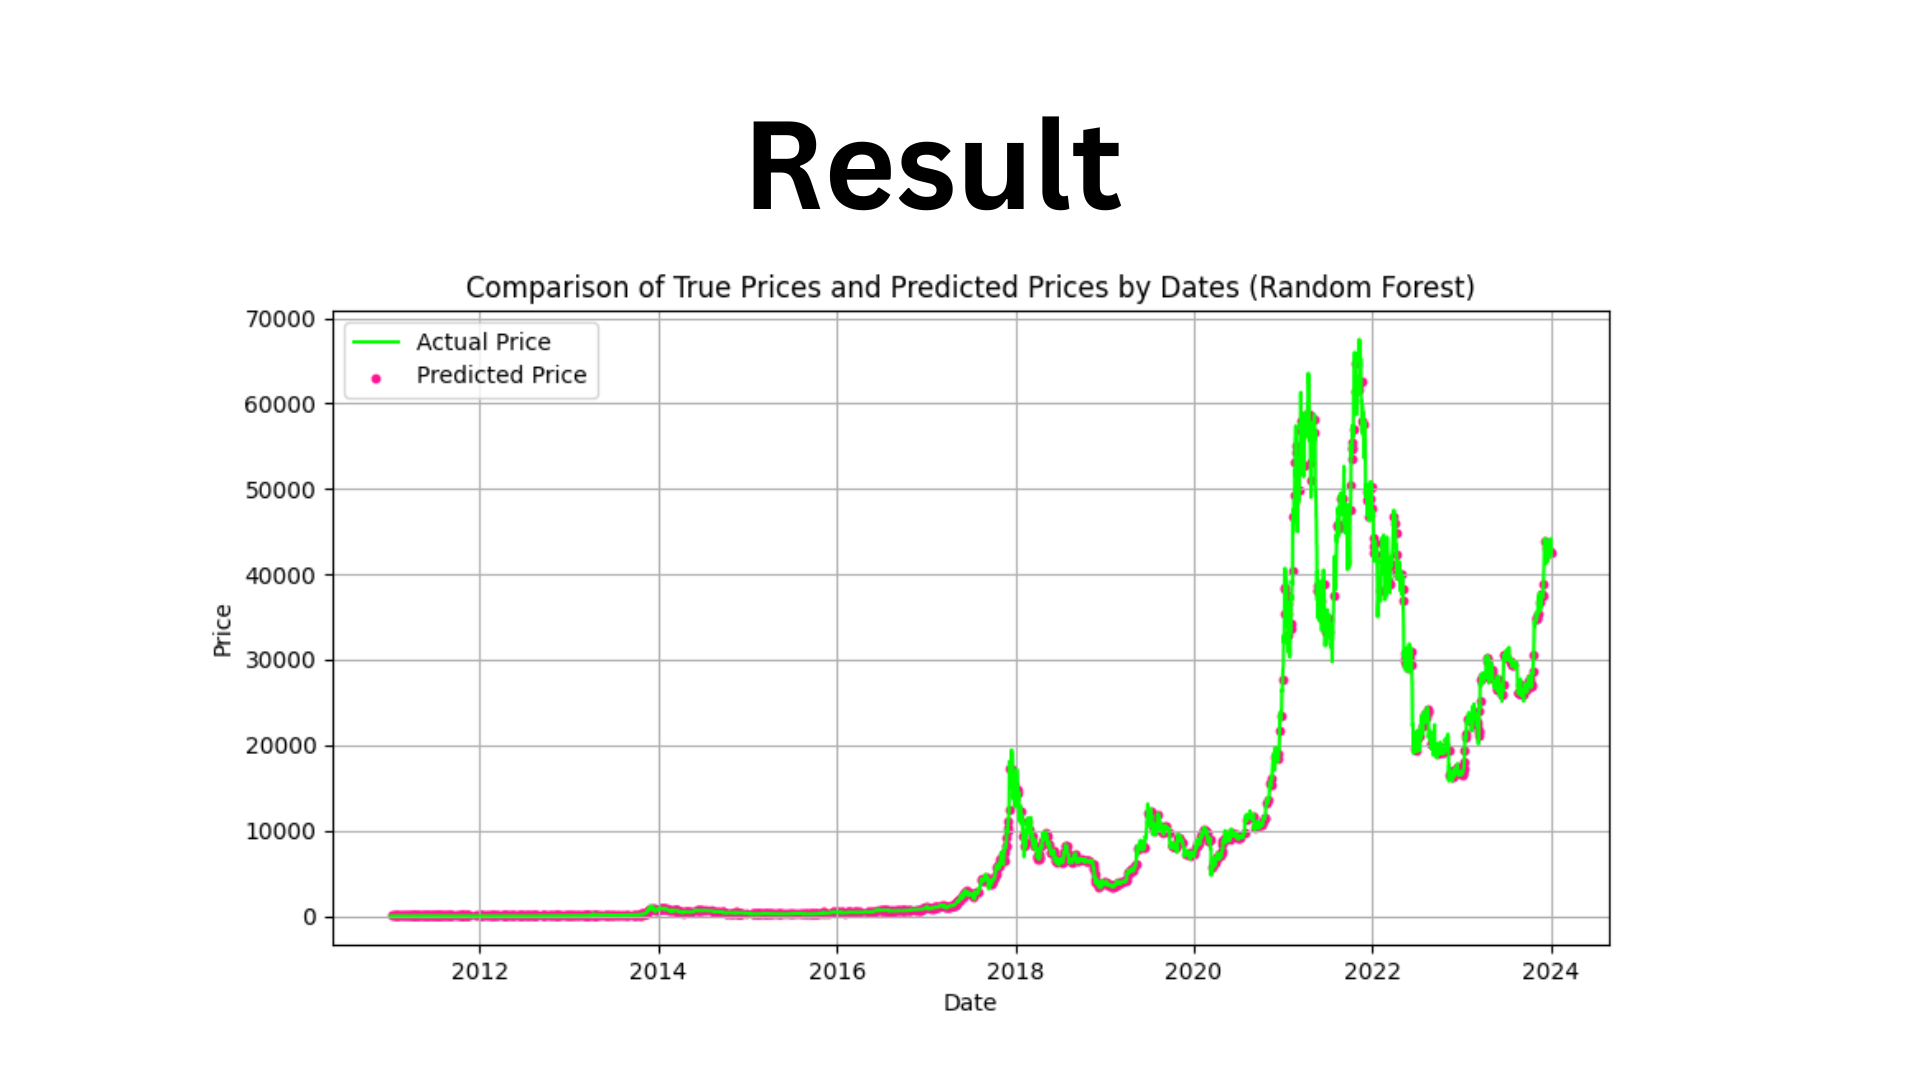 Result
Comparison of True Prices and Predicted Prices by Dates (Random Forest)
Actual Price
Predicted Price
70000
60000
50000
40000
30000
20000
10000
0
Price
2012 2014 2016 2018 2020 2022 2024
Date